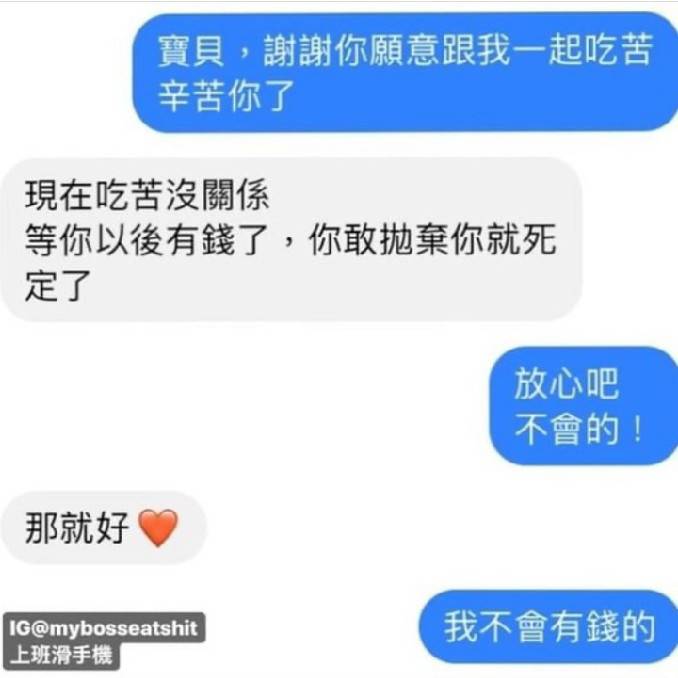 寶貝，謝謝你願意跟我一起吃苦
辛苦你了
現在吃苦沒關係
等你以後有錢了，你敢拋棄你就死
定了
放心吧
不會的！
那就好❤️
我不會有錢的
IG@mybosseatshit
上班滑手機